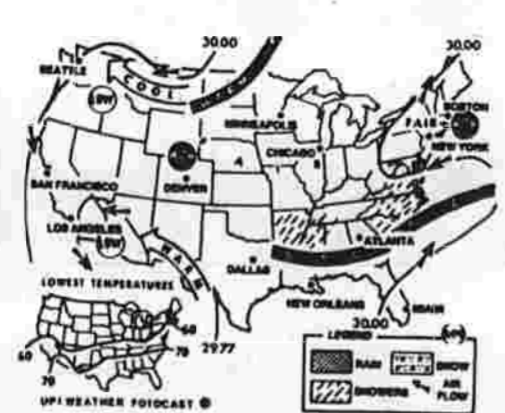 30.00
30.00
SEATTLE
COOL
LOW
MINNEAPOLIS
BOSTON
FAIR
NEW YORK
CHICAGO
DENVER
SAN FRANCISCO
LOS ANGELES
LOW
WARM
ATLANTA
DALLAS
NEW ORLEANS
MIAMI
30.00
29.77
LOWEST TEMPERATURES
60
60
70
70
LEGEND
RAIN
SNOW
SHOWERS
AIR FLOW
UPI WEATHER FOTOCAST